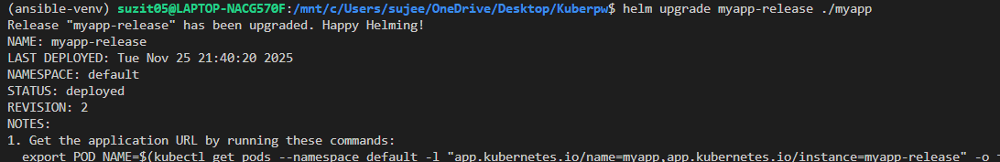 (ansible-venv) suzit05@LAPTOP-NACG570F:/mnt/c/Users/sujee/OneDrive/Desktop/Kuberpw$ helm upgrade myapp-release ./myapp
Release "myapp-release" has been upgraded. Happy Helming!
NAME: myapp-release
LAST DEPLOYED: Tue Nov 25 21:40:20 2025
NAMESPACE: default
STATUS: deployed
REVISION: 2
NOTES:
1. Get the application URL by running these commands:
export POD_NAME=$(kubectl get pods --namespace default -l "app.kubernetes.io/name=myapp,app.kubernetes.io/instance=myapp-release" -o